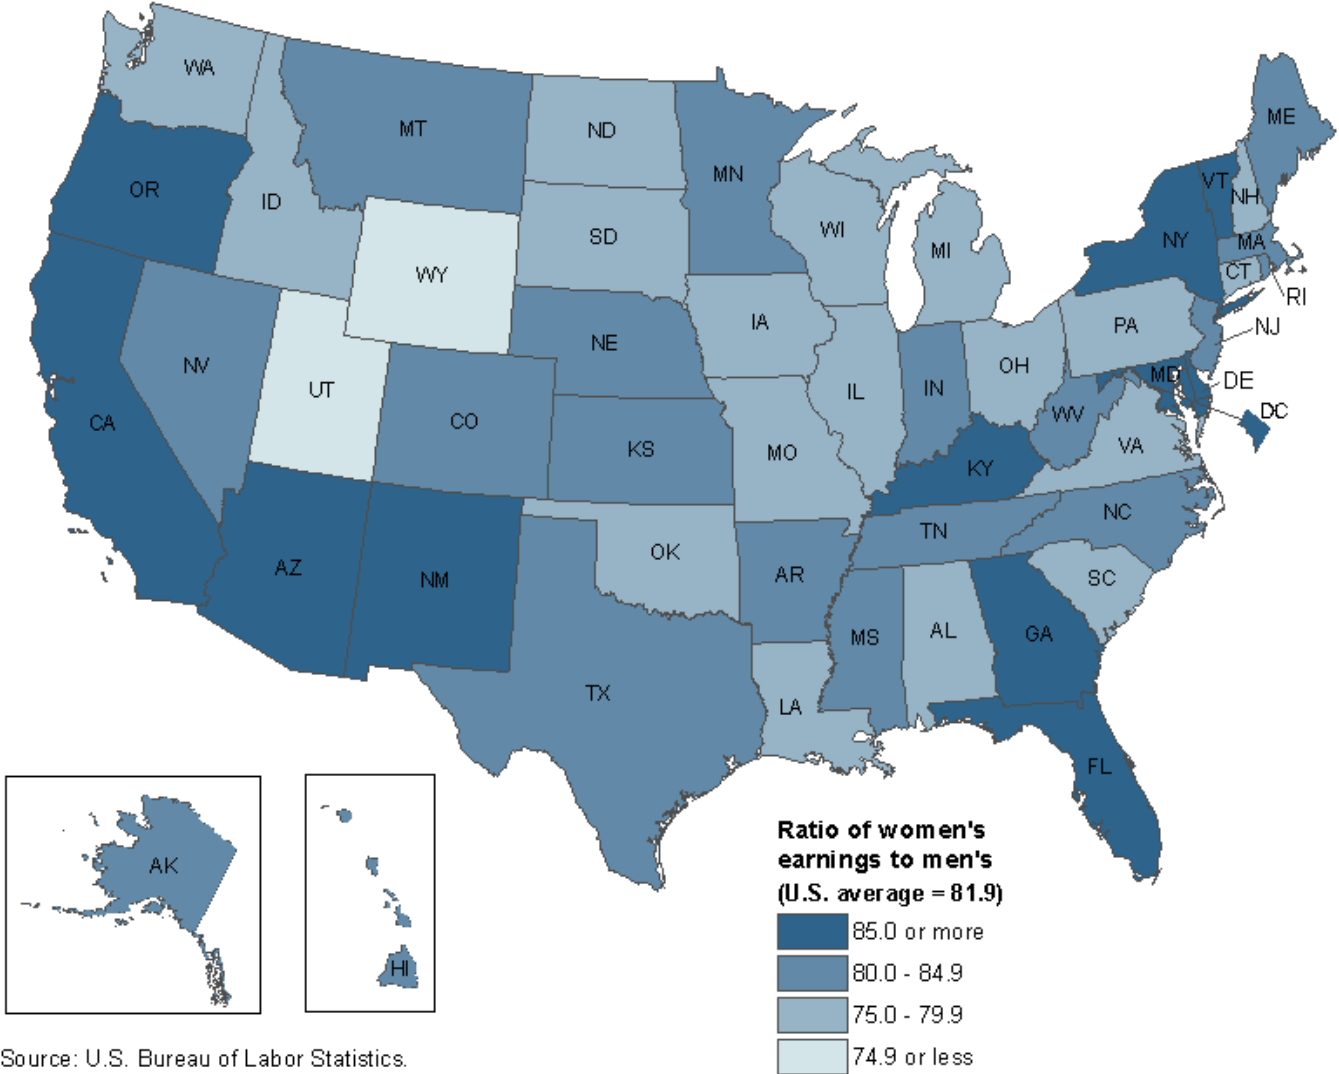 WA
MT
ND
MN
ME
OR
ID
VT
NH
SD
WI
MI
NY
MA
WY
CT
RI
IA
PA
NJ
NE
NV
UT
OH
MD
DE
IL
IN
CO
WV
DC
CA
KS
MO
VA
KY
NC
TN
OK
AZ
NM
AR
SC
MS
AL
GA
TX
LA
FL
AK
HI
Ratio of women's
earnings to men's
(U.S. average = 81.9)
85.0 or more
80.0 - 84.9
75.0 - 79.9
74.9 or less
Source: U.S. Bureau of Labor Statistics.